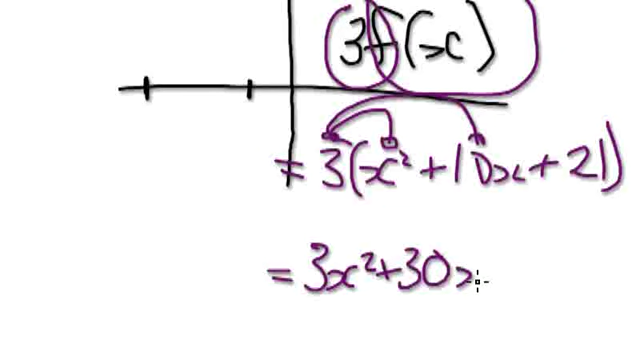 3f(x)
= 3(x² + 10x + 21)
= 3x² + 30x